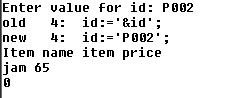 Enter value for id: P002
old   4:  id:='&id';
new   4:  id:='P002';
Item name item price
jam 65
0